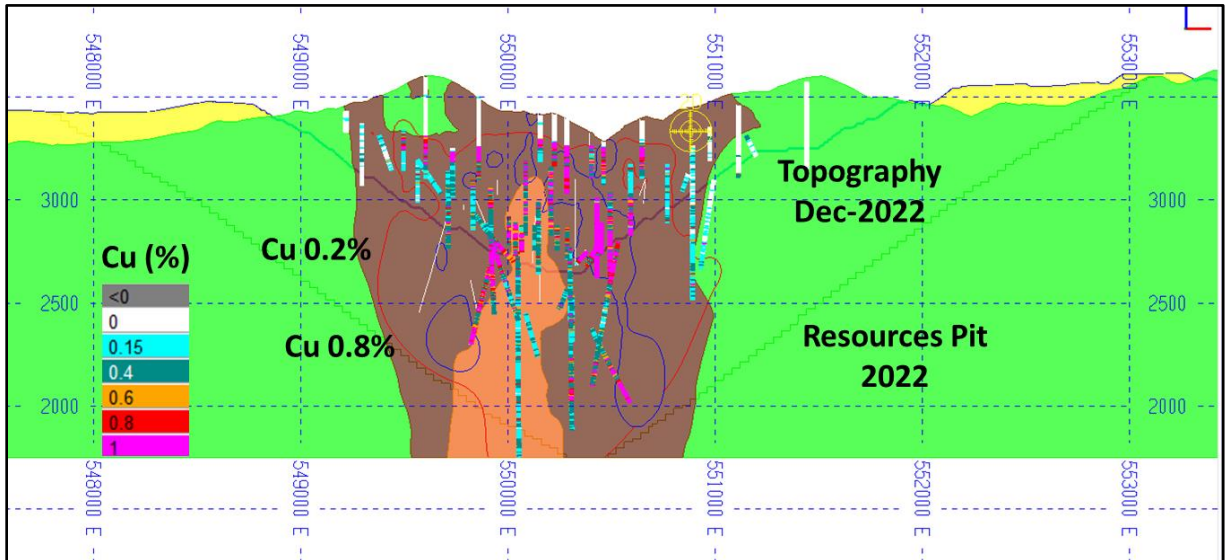 548000 E
549000 E
550000 E
551000 E
552000 E
553000 E
3000
3000
Topography
Dec-2022
Cu 0.2%
Cu (%)
<0
0
0.15
0.4
0.6
0.8
1
2500
2500
Cu 0.8%
Resources Pit
2022
2000
2000
548000 E
549000 E
550000 E
551000 E
552000 E
553000 E